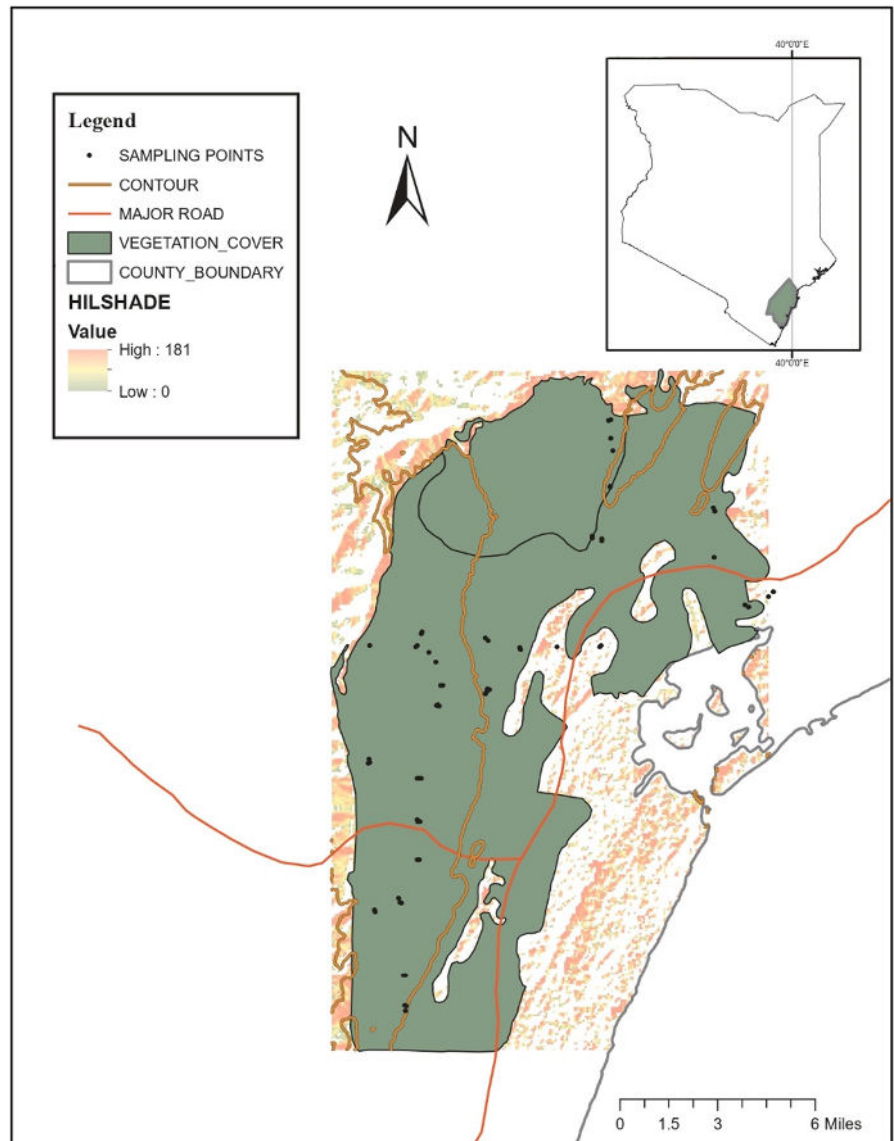 40°0'0"E
Legend
SAMPLING POINTS
CONTOUR
MAJOR ROAD
VEGETATION_COVER
COUNTY_BOUNDARY
HILSHADE
Value
High : 181
Low : 0
N
40°0'0"E
0 1.5 3 6 Miles